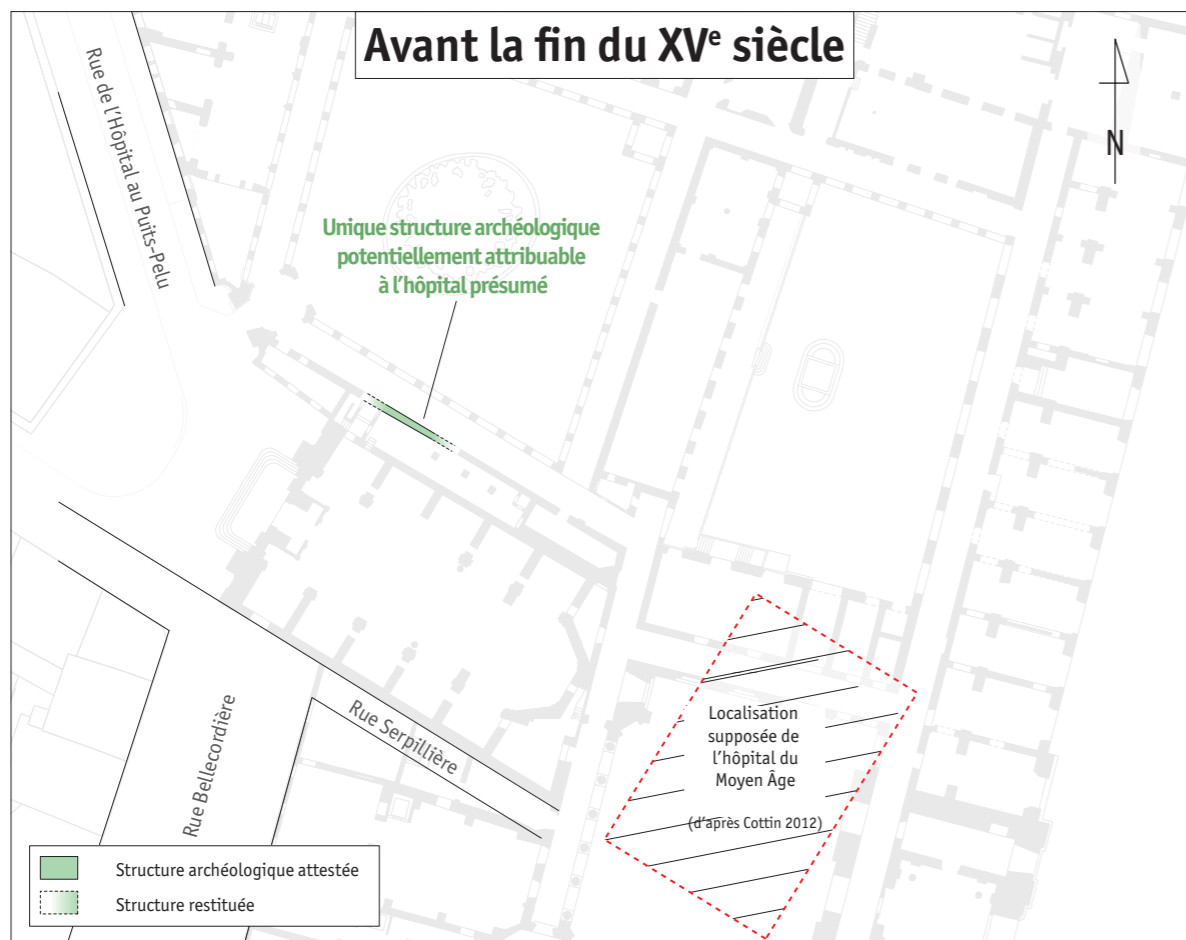 Avant la fin du XVe siècle
N
Rue de l'Hôpital au Puits-Pelu
Unique structure archéologique
potentiellement attribuable
à l'hôpital présumé
Rue Bellecordière
Rue Serpillière
Localisation
supposée de
l'hôpital du
Moyen Âge
(d'après Cottin 2012)
Structure archéologique attestée
Structure restituée